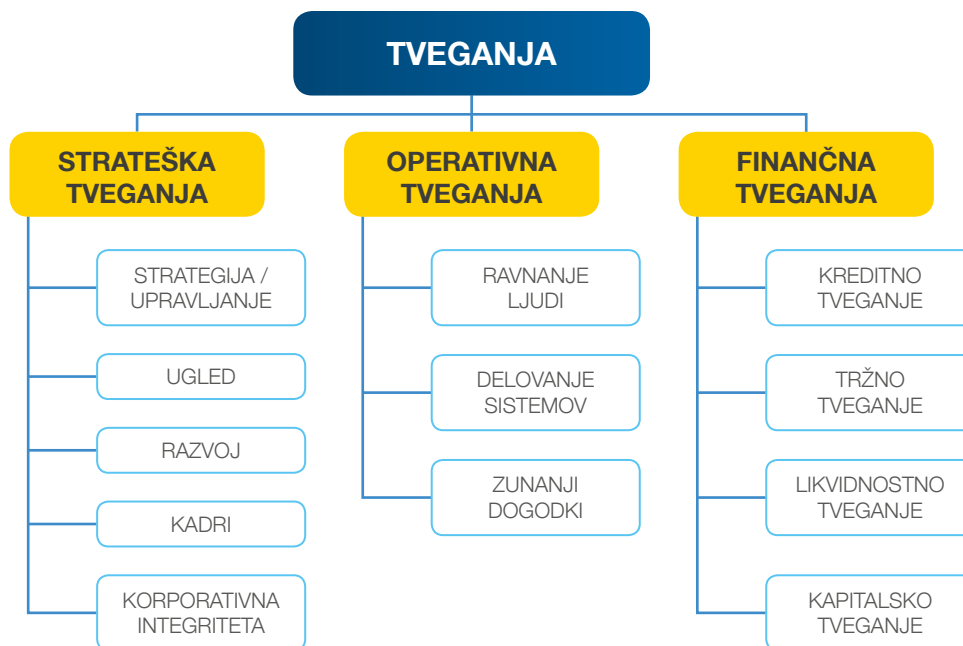 TVEGANJA
STRATEŠKA
TVEGANJA
STRATEGIJA /
UPRAVLJANJE
UGLED
RAZVOJ
KADRI
KORPORATIVNA
INTEGRITETA
OPERATIVNA
TVEGANJA
RAVNANJE
LJUDI
DELOVANJE
SISTEMOV
ZUNANJI
DOGODKI
FINANČNA
TVEGANJA
KREDITNO
TVEGANJE
TRŽNO
TVEGANJE
LIKVIDNOSTNO
TVEGANJE
KAPITALSKO
TVEGANJE